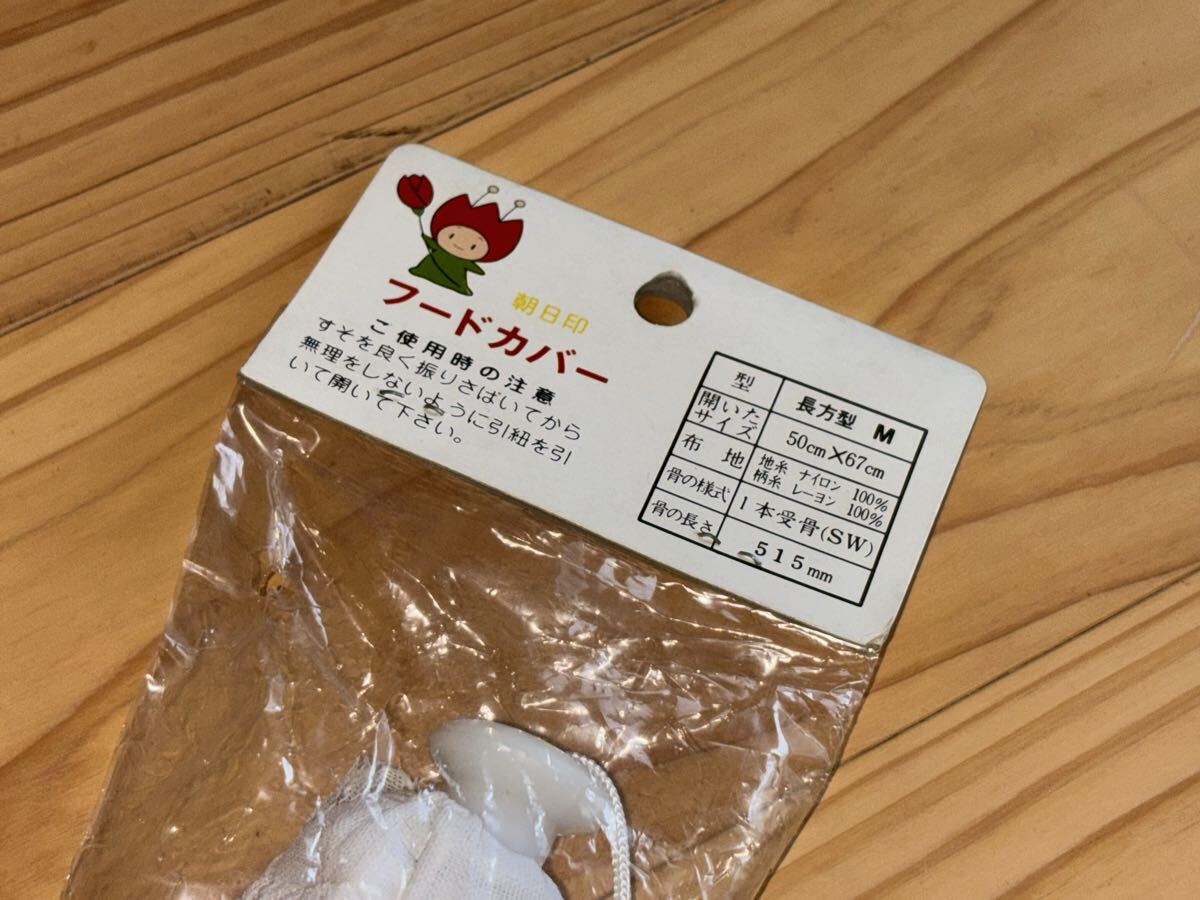 朝日印
フードカバー
ご使用時の注意
すそを良く振りさばいてから
無理をしないように引紐を引
いて開いて下さい。
型 長方型 M
開いた
サイズ 50cm×67cm
布地 地糸 ナイロン 100%
柄糸 レーヨン 100%
骨の様式 1本受骨(SW)
骨の長さ 515mm